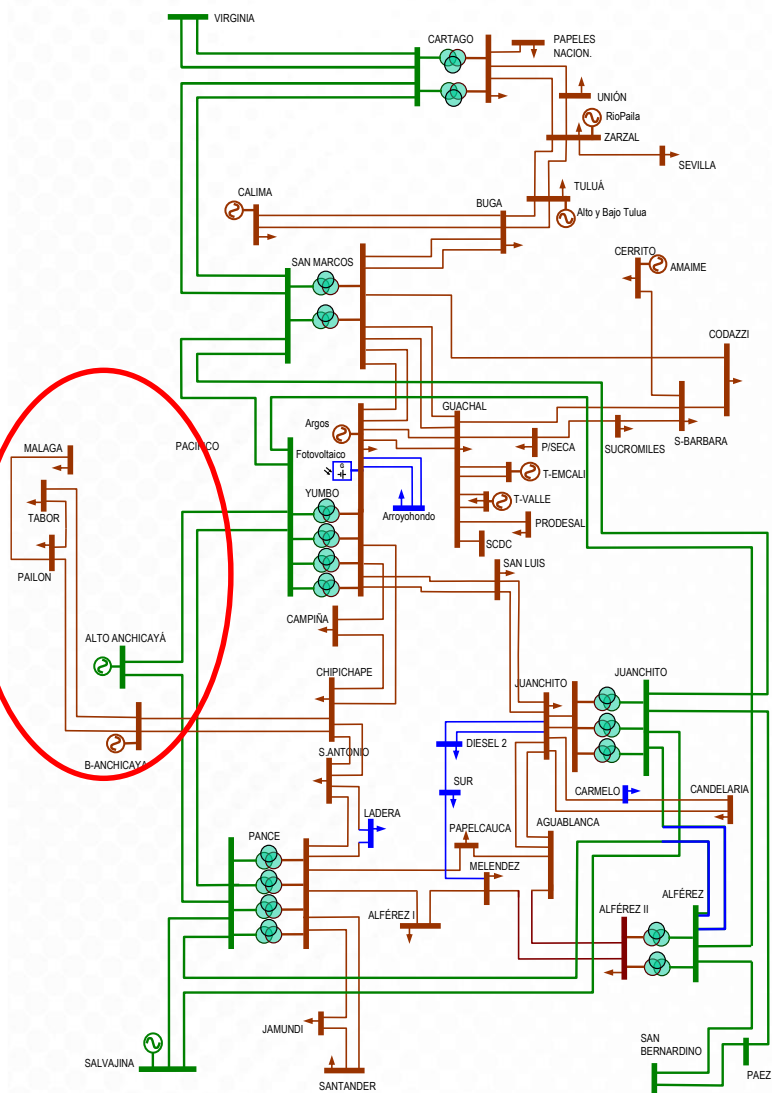 VIRGINIA
CARTAGO
PAPELES
NACION.
UNIÓN
RioPaila
ZARZAL
SEVILLA
TULUÁ
CALIMA
BUGA
Alto y Bajo Tulua
CERRITO
SAN MARCOS
AMAIME
CODAZZI
GUACHAL
Argos
MALAGA
PACIFICO
P/SECA
SUCROMILES
S-BARBARA
Fotovoltaico
G
T-EMCALI
YUMBO
T-VALLE
TABOR
Arroyohondo
PRODESAL
SCDC
PAILON
SAN LUIS
CAMPIÑA
ALTO ANCHICAYÁ
CHIPICHAPE
JUANCHITO
JUANCHITO
DIESEL 2
S.ANTONIO
B-ANCHICAYA
SUR
CARMELO
CANDELARIA
LADERA
AGUABLANCA
PANCE
PAPELCAUCA
MELENDEZ
ALFÉREZ
ALFÉREZ I
ALFÉREZ II
JAMUNDI
SAN
BERNARDINO
SALVAJINA
PAEZ
SANTANDER